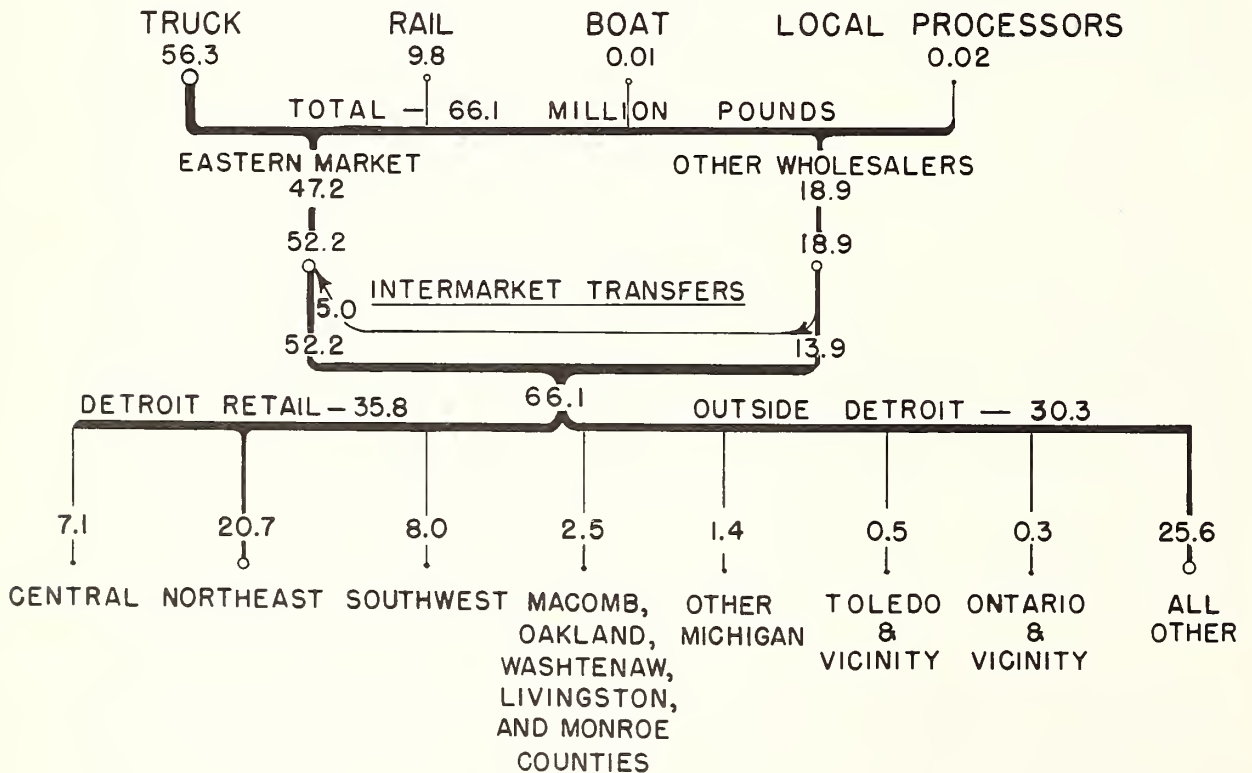 TRUCK RAIL BOAT LOCAL PROCESSORS
56.3 9.8 0.01 0.02
TOTAL — 66.1 MILLION POUNDS
EASTERN MARKET OTHER WHOLESALERS
47.2 18.9
52.2 18.9
INTERMARKET TRANSFERS
5.0
52.2 13.9
66.1
DETROIT RETAIL — 35.8 OUTSIDE DETROIT — 30.3
7.1 20.7 8.0 2.5 1.4 0.5 0.3 25.6
CENTRAL NORTHEAST SOUTHWEST MACOMB, OTHER TOLEDO ONTARIO ALL
OAKLAND, MICHIGAN & & OTHER
WASHTENAW, VICINITY VICINITY
LIVINGSTON,
AND MONROE
COUNTIES